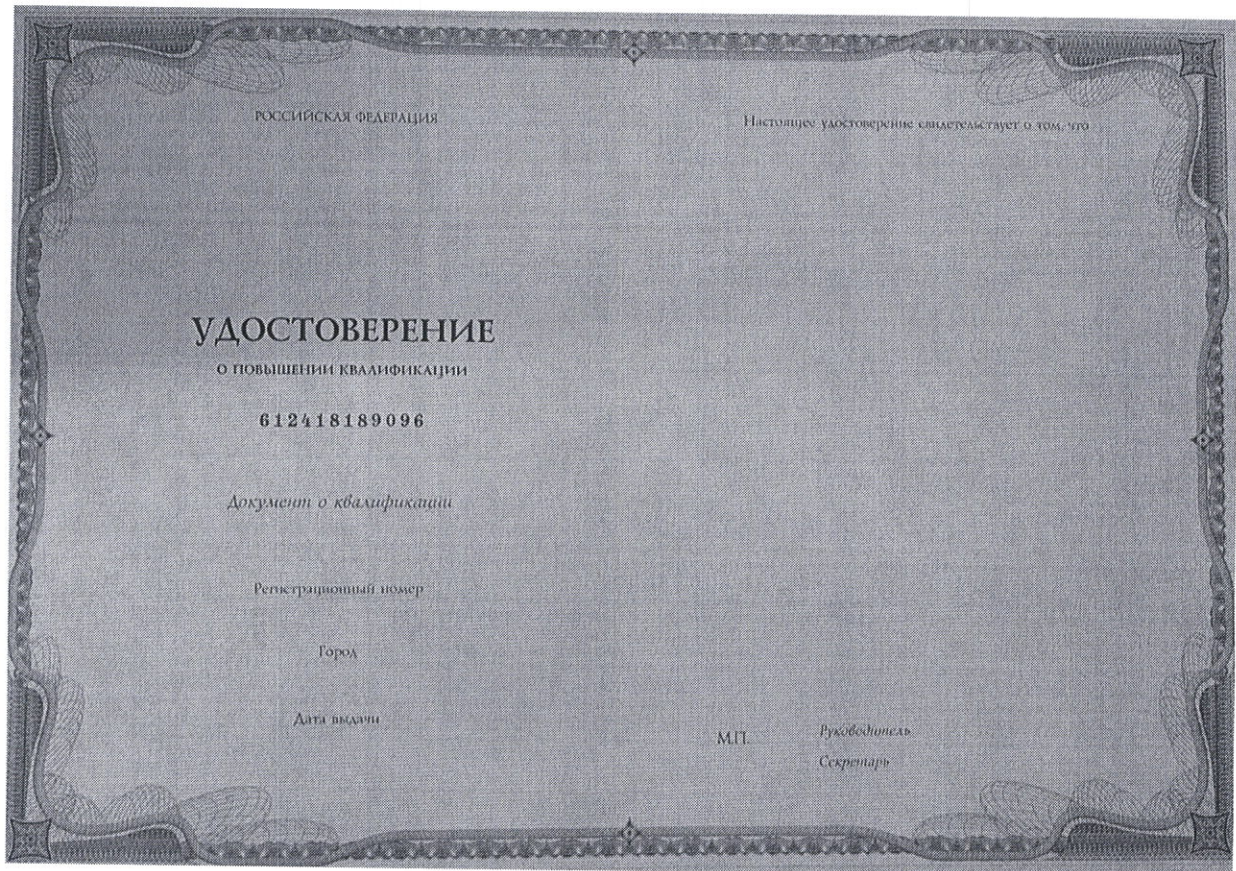 РОССИЙСКАЯ ФЕДЕРАЦИЯ
УДОСТОВЕРЕНИЕ
О ПОВЫШЕНИИ КВАЛИФИКАЦИИ
612418189096
Документ о квалификации
Регистрационный номер
Город
Дата выдачи
Настоящее удостоверение свидетельствует о том, что
М.П.
Руководитель
Секретарь